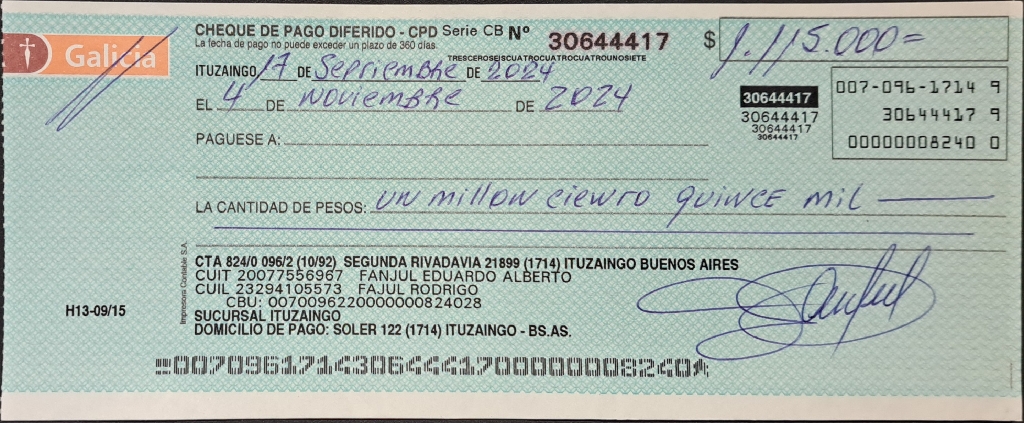 Galicia
CHEQUE DE PAGO DIFERIDO - CPD Serie CB Nº 30644417 $ 1.115.000=
La fecha de pago no puede exceder un plazo de 360 días.
TRESCEROSEISCUATROCUATROCUATROUNOSIETE
ITUZAINGO 17 DE Septiembre DE 2024
EL 4 DE Noviembre DE 2024
30644417
30644417
30644417
30644417
007-096-1714 9
30644417 9
00000008240 0
PAGUESE A:
LA CANTIDAD DE PESOS: un millon ciento quince mil
CTA 824/0 096/2 (10/92) SEGUNDA RIVADAVIA 21899 (1714) ITUZAINGO BUENOS AIRES
CUIT 20077556967 FANJUL EDUARDO ALBERTO
CUIL 23294105573 FAJUL RODRIGO
CBU: 0070096220000000824028
SUCURSAL ITUZAINGO
DOMICILIO DE PAGO: SOLER 122 (1714) ITUZAINGO - BS.AS.
Impresora Contable S.A.
H13-09/15
Fanjul
00709617143064441700000008240